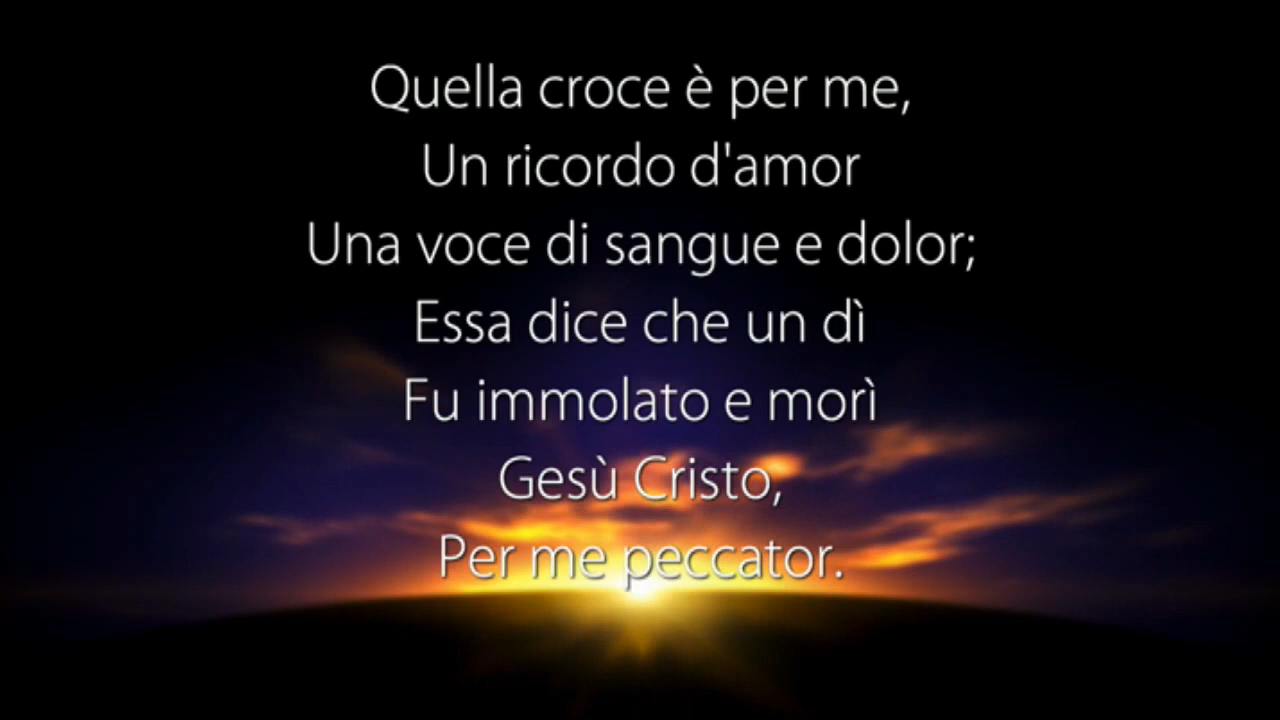 Quella croce è per me,
Un ricordo d'amor
Una voce di sangue e dolor;
Essa dice che un dì
Fu immolato e morì
Gesù Cristo,
Per me peccator.